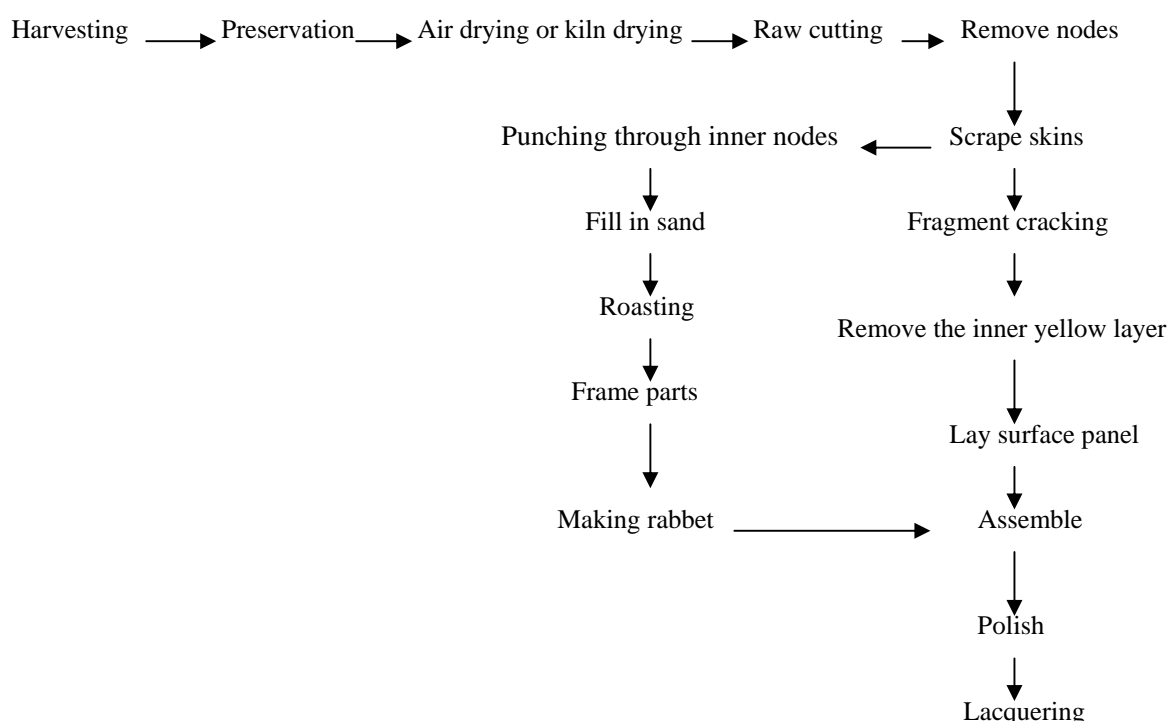 Harvesting Preservation Air drying or kiln drying Raw cutting Remove nodes
Punching through inner nodes Scrape skins
Fill in sand Fragment cracking
Roasting
Remove the inner yellow layer
Frame parts
Lay surface panel
Making rabbet Assemble
Polish
Lacquering